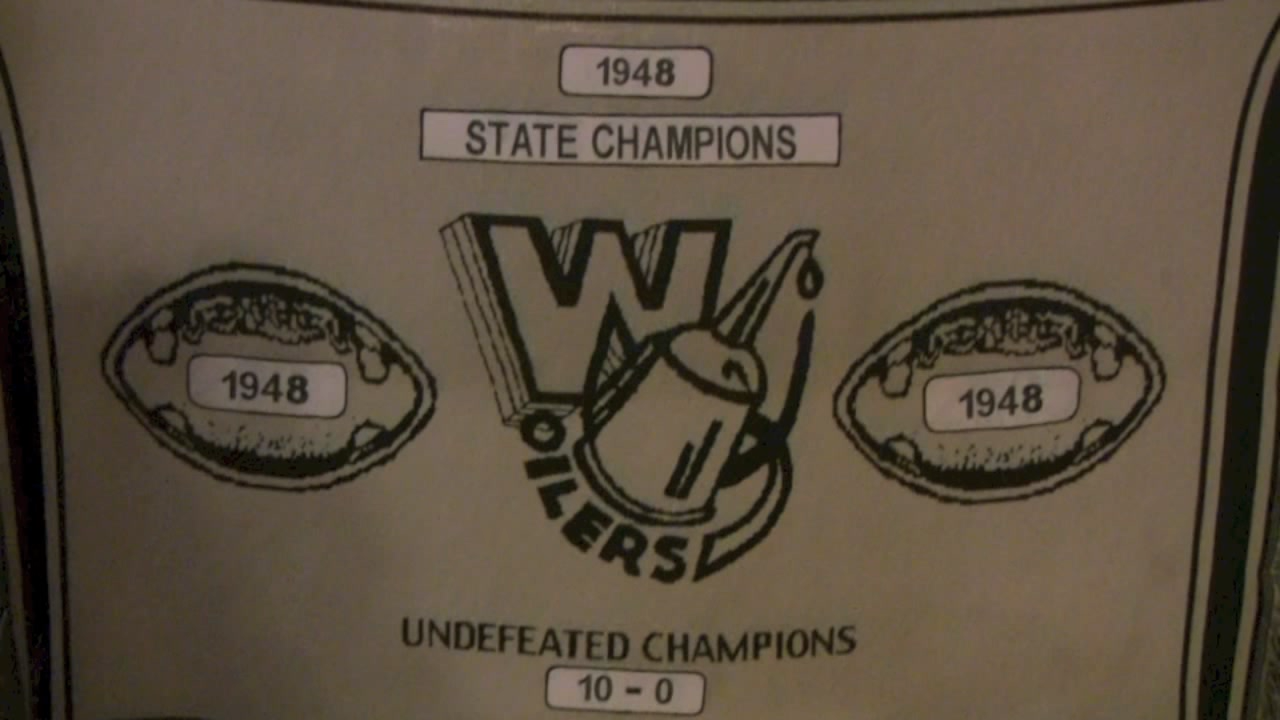 1948
STATE CHAMPIONS
W
1948
1948
OILERS
UNDEFEATED CHAMPIONS
10 - 0